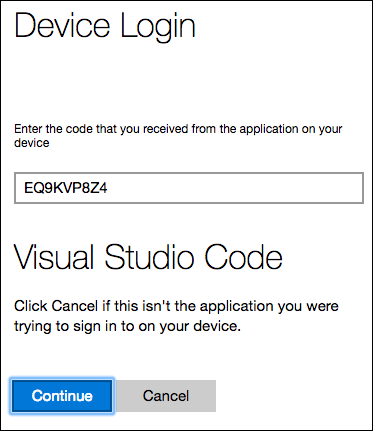 Device Login
Enter the code that you received from the application on your
device
EQ9KVP8Z4
Visual Studio Code
Click Cancel if this isn't the application you were
trying to sign in to on your device.
Continue
Cancel